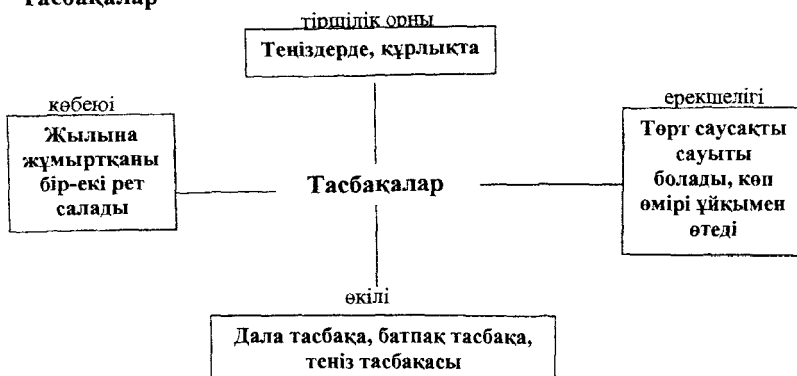 Тасбақалар
тіршілік орны
Теңіздерде, құрлықта
көбеюі
Жылына
жұмыртқаны
бір-екі рет
салады
Тасбақалар
ерекшелігі
Төрт саусақты
сауыты
болады, көп
өмірі ұйқымен
өтеді
өкілі
Дала тасбақа, батпақ тасбақа,
теңіз тасбақасы